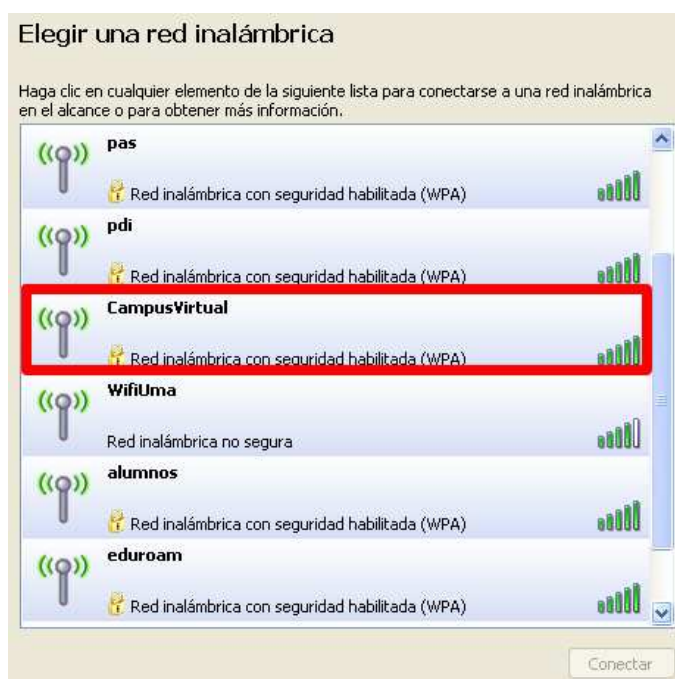 Elegir una red inalámbrica
Haga clic en cualquier elemento de la siguiente lista para conectarse a una red inalámbrica
en el alcance o para obtener más información.
pas
Red inalámbrica con seguridad habilitada (WPA)
pdi
Red inalámbrica con seguridad habilitada (WPA)
CampusVirtual
Red inalámbrica con seguridad habilitada (WPA)
WifiUma
Red inalámbrica no segura
alumnos
Red inalámbrica con seguridad habilitada (WPA)
eduroam
Red inalámbrica con seguridad habilitada (WPA)
Conectar